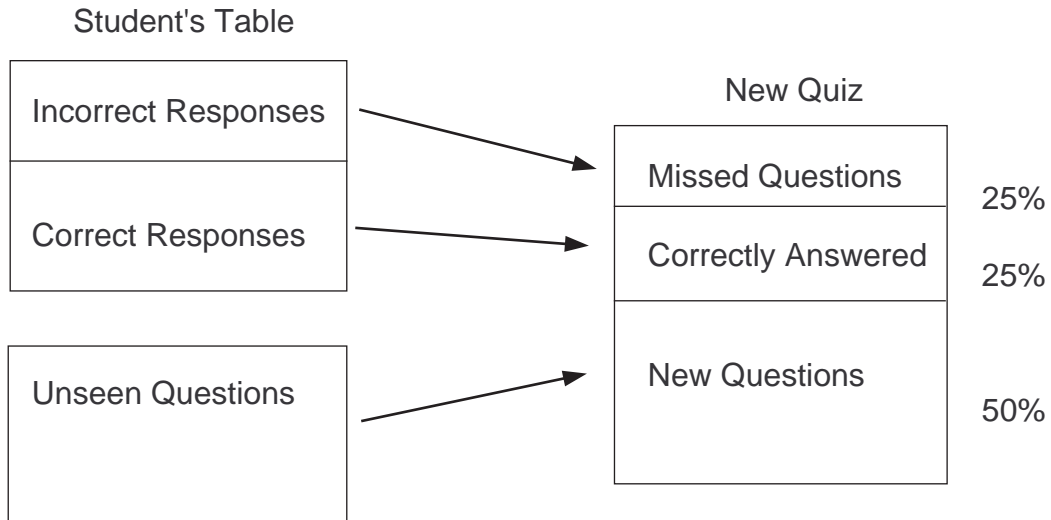 Student's Table
Incorrect Responses
Correct Responses
Unseen Questions
New Quiz
Missed Questions
25%
Correctly Answered
25%
New Questions
50%